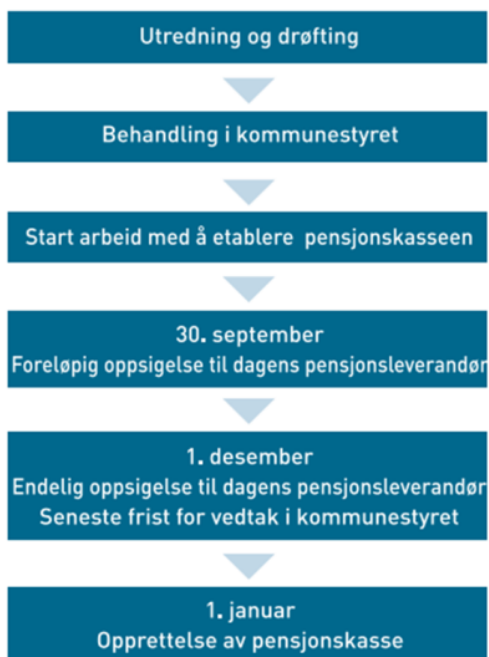 Utredning og drøfting
Behandling i kommunestyret
Start arbeid med å etablere pensjonskasseen
30. september
Foreløpig oppsigelse til dagens pensjonsleverandør
1. desember
Endelig oppsigelse til dagens pensjonsleverandør
Seneste frist for vedtak i kommunestyret
1. januar
Opprettelse av pensjonskasse